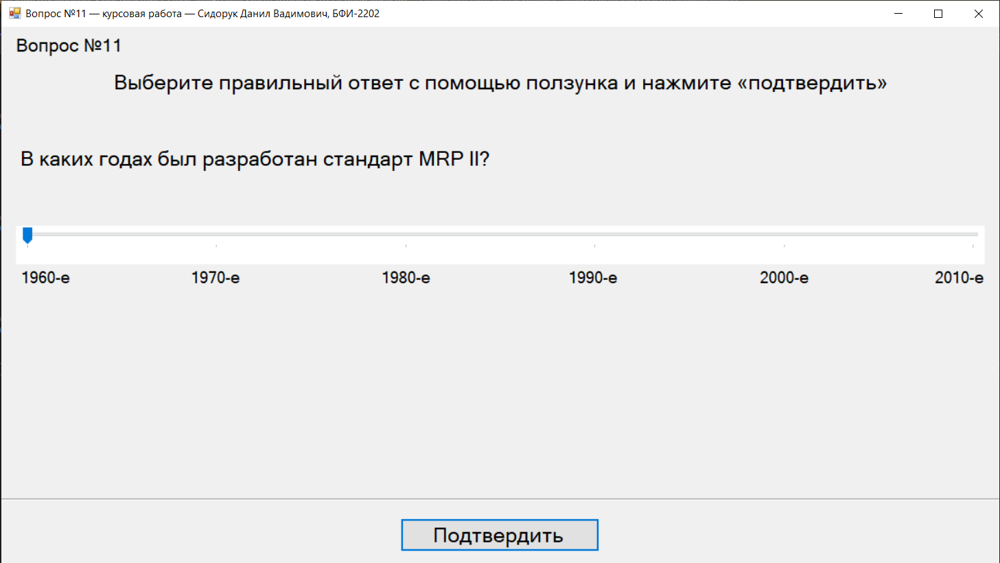 Вопрос №11 — курсовая работа — Сидорук Данил Вадимович, БФИ-2202
Вопрос №11
Выберите правильный ответ с помощью ползунка и нажмите «подтвердить»
В каких годах был разработан стандарт MRP II?
1960-е 1970-е 1980-е 1990-е 2000-е 2010-е
Подтвердить